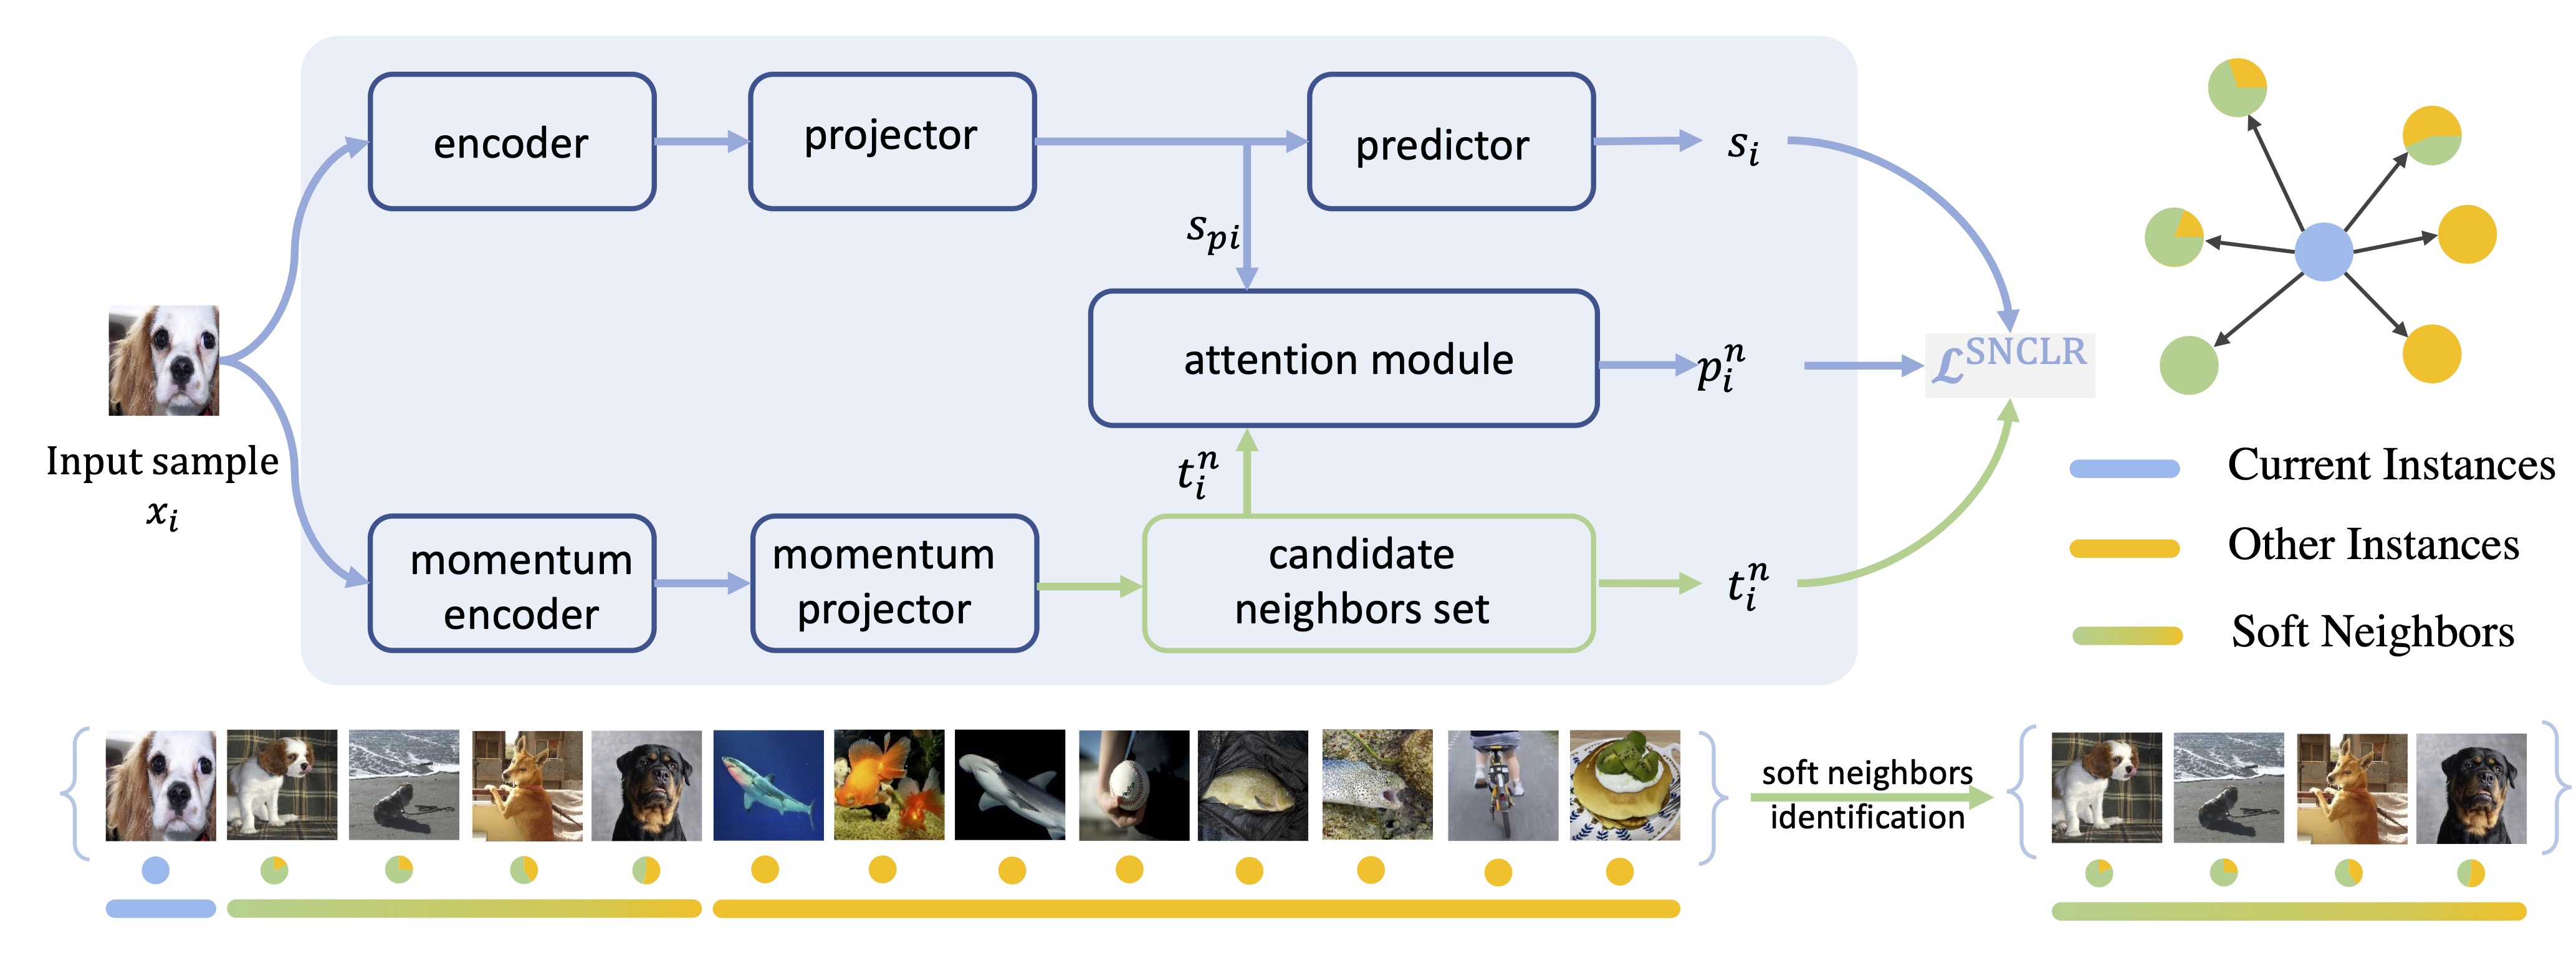 encoder
projector
predictor
$s_i$
$s_{pi}$
attention module
$p_i^n$
$\mathcal{L}^{\text{SNCLR}}$
Input sample
$x_i$
$t_i^n$
momentum
encoder
momentum
projector
candidate
neighbors set
$t_i^n$
Current Instances
Other Instances
Soft Neighbors
soft neighbors
identification